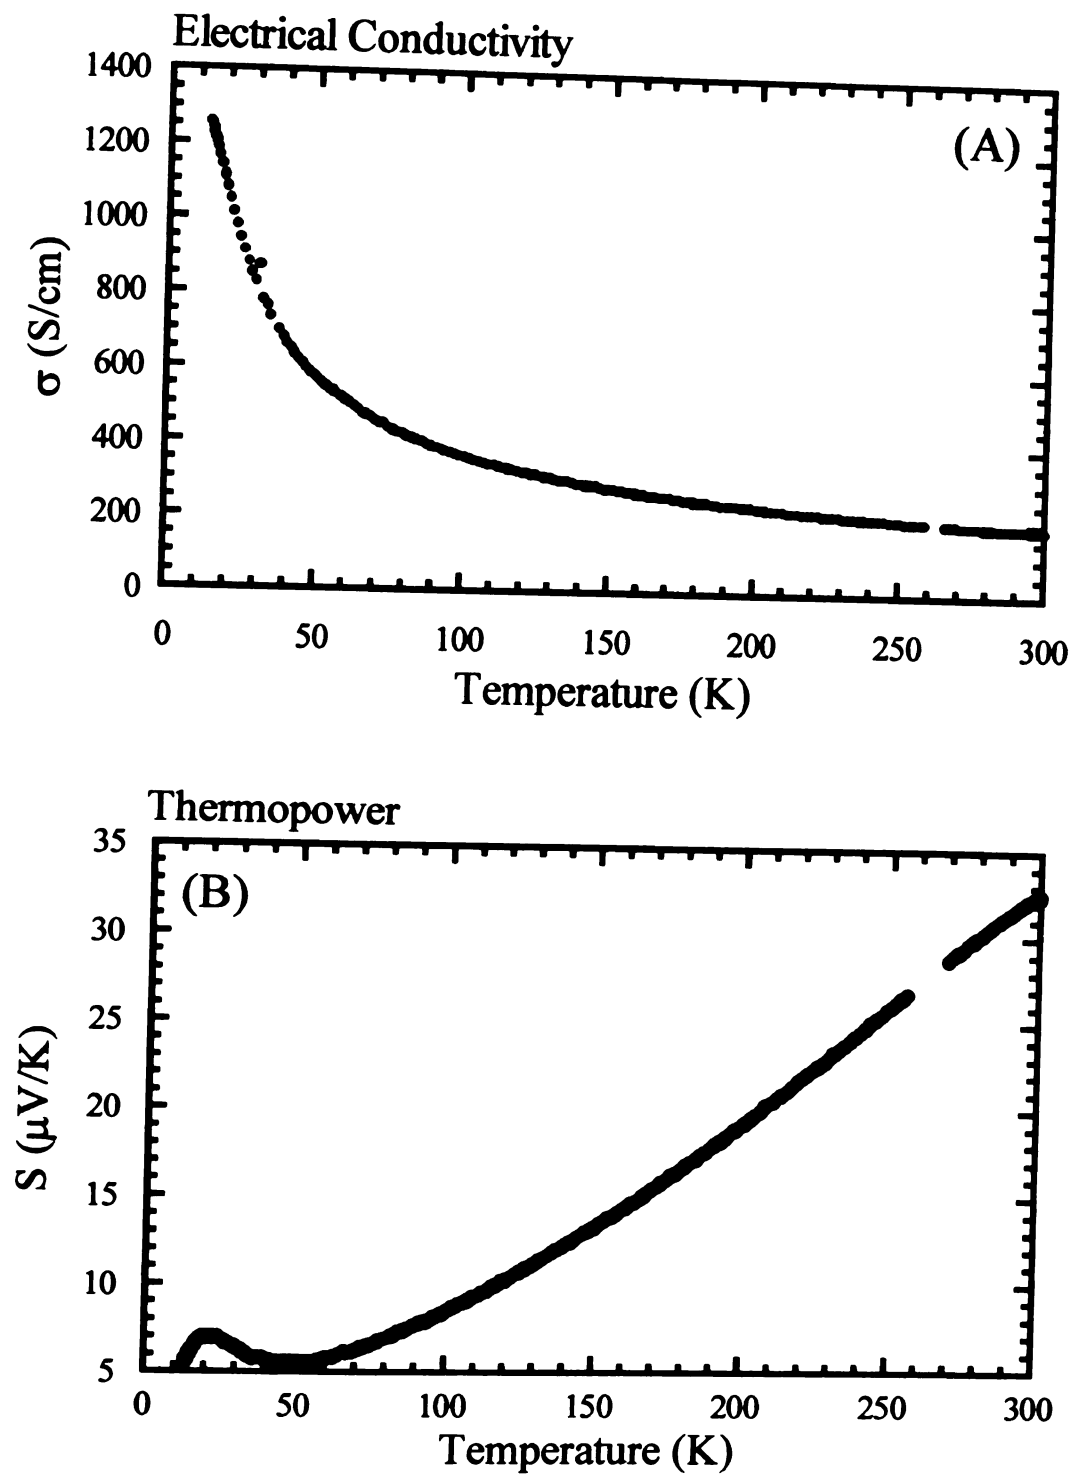 Electrical Conductivity
1400
(A)
1200
1000
800
600
400
200
0
σ (S/cm)
0 50 100 150 200 250 300
Temperature (K)
Thermopower
35
(B)
30
25
20
15
10
5
S (μV/K)
0 50 100 150 200 250 300
Temperature (K)